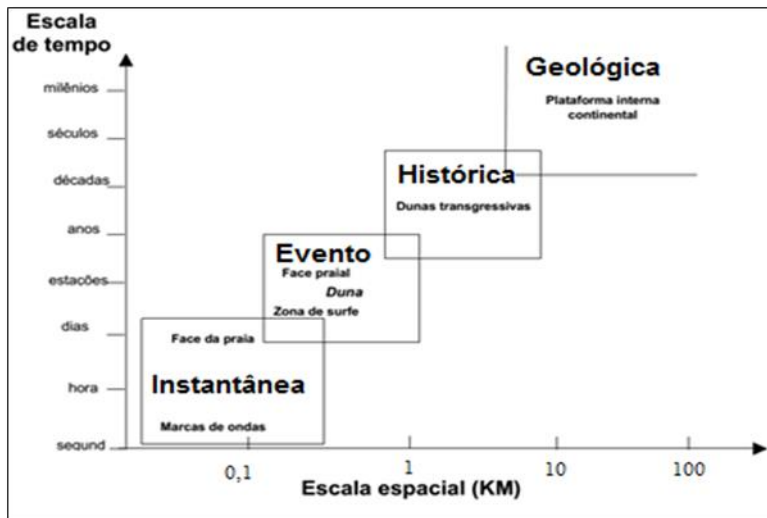 Escala
de tempo
Geológica
milênios
Plataforma interna
continental
séculos
Histórica
décadas
Dunas transgressivas
anos
Evento
Face praial
estações
Duna
Zona de surfe
dias
Face da praia
hora
Instantânea
Marcas de ondas
segund
0,1
1
10
100
Escala espacial (KM)